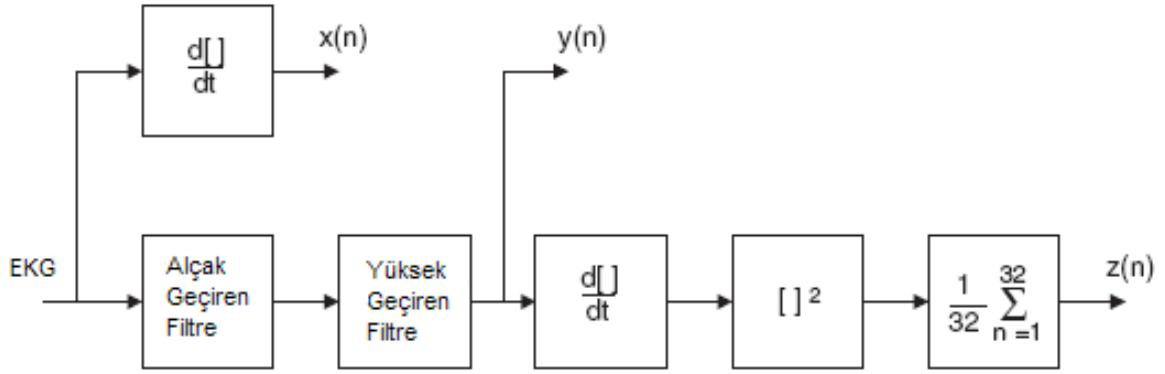 d[ ]
dt
x(n)
y(n)
EKG
Alçak
Geçiren
Filtre
Yüksek
Geçiren
Filtre
d[ ]
dt
[ ] 2
1
32
32
Σ
n =1
z(n)